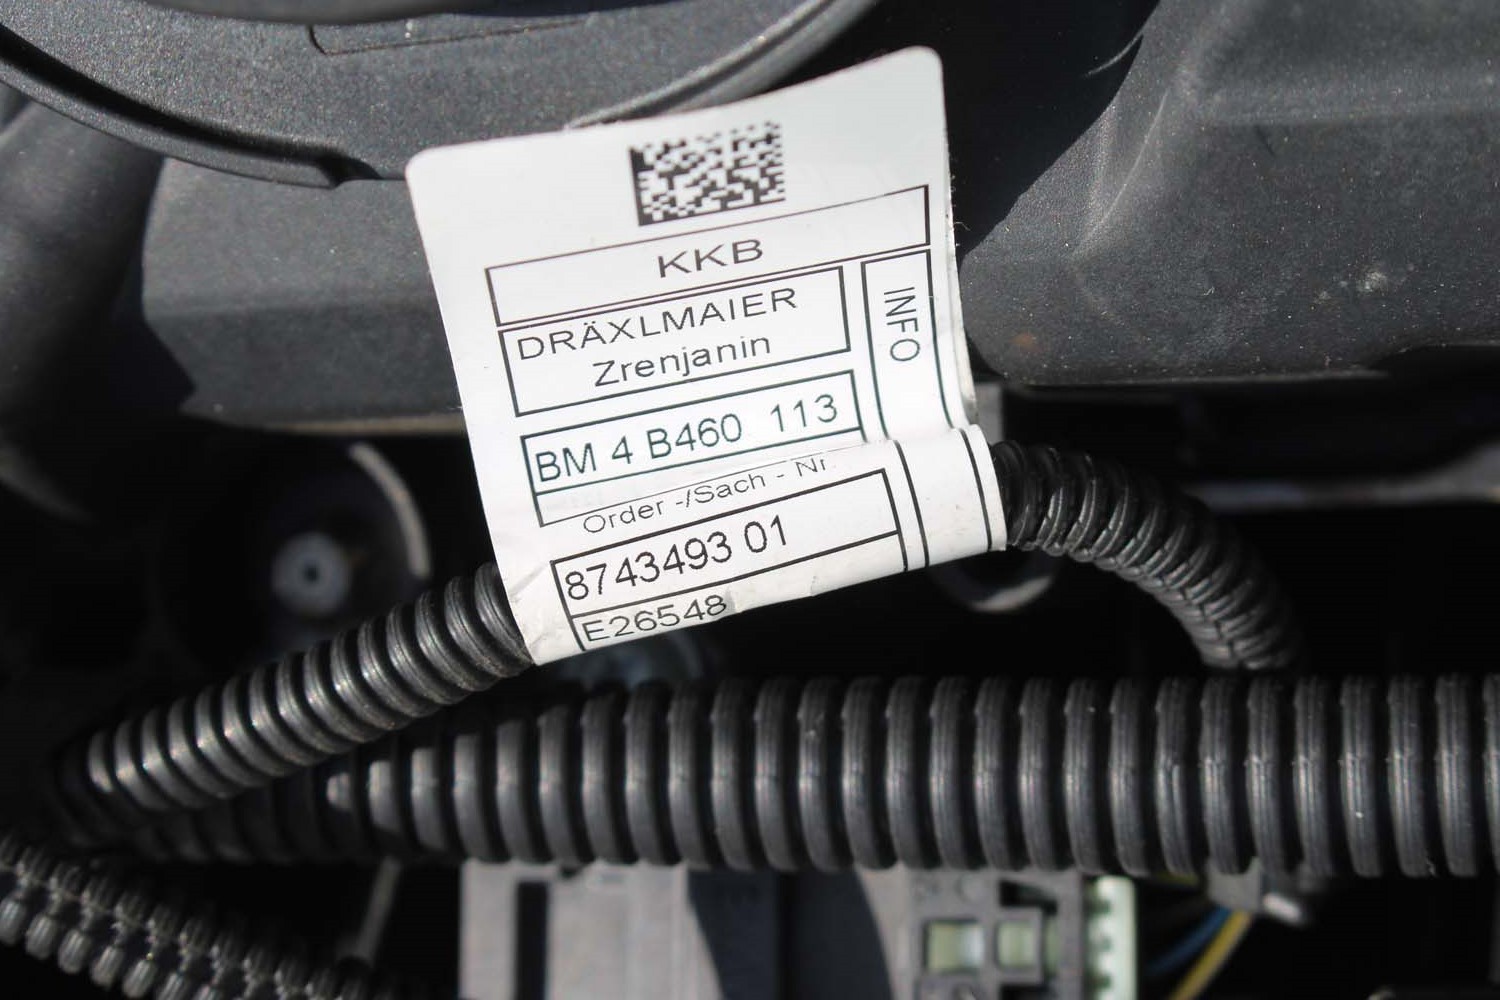 KKB
DRÄXLMAIER
Zrenjanin
INFO
BM 4 B460 113
Order -/Sach - Nr.
8743493 01
E26548